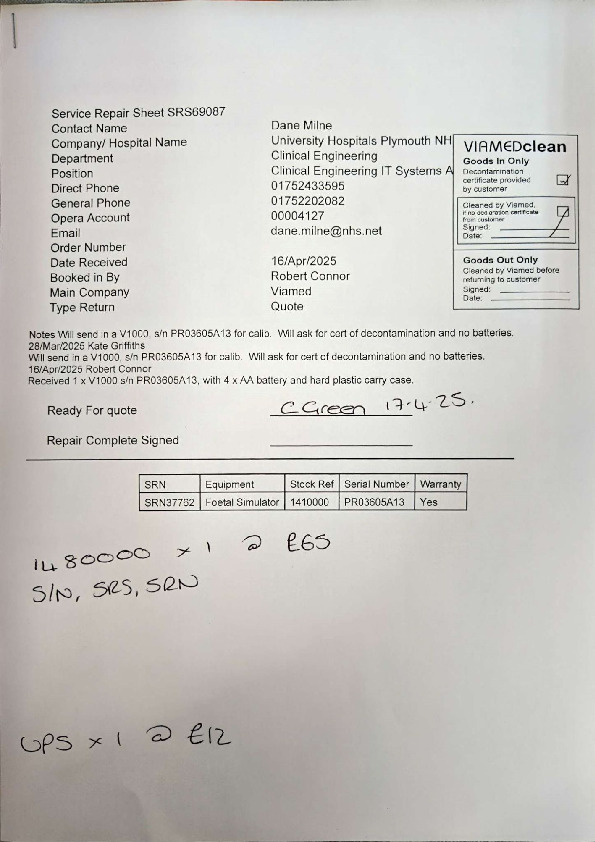 Service Repair Sheet SRS69087
Contact Name Dane Milne
Company/ Hospital Name University Hospitals Plymouth NH
Department Clinical Engineering
Position Clinical Engineering IT Systems A
Direct Phone 01752433595
General Phone 01752202082
Opera Account 00004127
Email dane.milne@nhs.net
Order Number
Date Received 16/Apr/2025
Booked in By Robert Connor
Main Company Viamed
Type Return Quote
VIAMEDclean
Goods In Only
Decontamination
certificate provided
by customer
Cleaned by Viamed,
if no declaration certificate
from customer
Signed:
Date:
Goods Out Only
Cleaned by Viamed before
returning to customer
Signed:
Date:
Notes Will send in a V1000, s/n PR03605A13 for calib. Will ask for cert of decontamination and no batteries.
28/Mar/2025 Kate Griffiths
Will send in a V1000, s/n PR03605A13 for calib. Will ask for cert of decontamination and no batteries.
16/Apr/2025 Robert Connor
Received 1 x V1000 s/n PR03605A13, with 4 x AA battery and hard plastic carry case.
Ready For quote C Green 17.4.25.
Repair Complete Signed
SRN Equipment Stock Ref Serial Number Warranty
SRN37762 Foetal Simulator 1410000 PR03605A13 Yes
1480000 x 1 @ £65
S/N, SRS, SRN
UPS x 1 @ £12